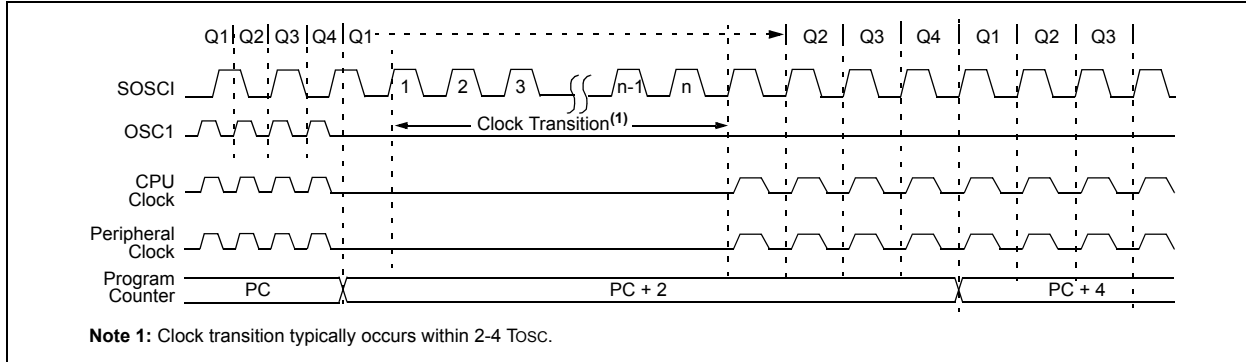 Q1 Q2 Q3 Q4 Q1 Q2 Q3 Q4 Q1 Q2 Q3
SOSCI 1 2 3 n-1 n
OSC1 Clock Transition(1)
CPU
Clock
Peripheral
Clock
Program
Counter PC PC + 2 PC + 4
Note 1: Clock transition typically occurs within 2-4 TOSC.